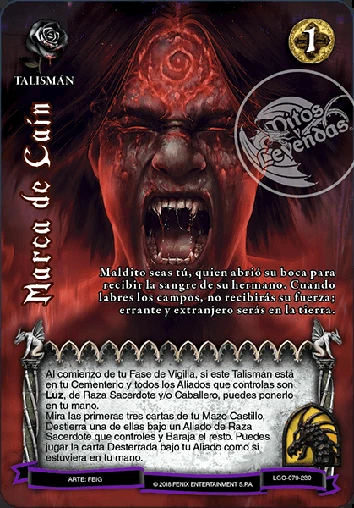 1
TALISMÁN
Mitos
Leyendas
Marca de Caín
Maldito seas tú, quien abrió su boca para
recibir la sangre de su hermano. Cuando
labres los campos, no recibirás su fuerza;
errante y extranjero serás en la tierra.
Al comienzo de tu Fase de Vigilia, si este Talismán está
en tu Cementerio y todos los Aliados que controlas son
Luz, de Raza Sacerdote y/o Caballero, puedes ponerlo
en tu mano.
Mira las primeras tres cartas de tu Mazo Castillo,
Destierra una de ellas bajo un Aliado de Raza
Sacerdote que controles y Baraja el resto. Puedes
jugar la carta Desterrada bajo tu Aliado como si
estuviera en tu mano.
ARTE: FEIG
© 2018 FENIX ENTERTAINMENT S.P.A